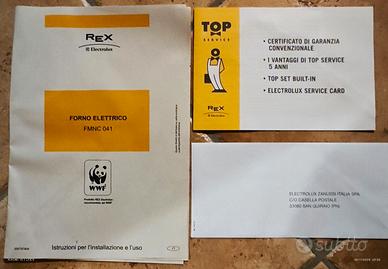 REX
Electrolux
FORNO ELETTRICO
FMNC 041
WWF
Istruzioni per l'installazione e l'uso
TOP
SERVICE
REX
Electrolux
• CERTIFICATO DI GARANZIA
CONVENZIONALE
• I VANTAGGI DI TOP SERVICE
5 ANNI
• TOP SET BUILT-IN
• ELECTROLUX SERVICE CARD
ELECTROLUX ZANUSSI ITALIA SPA
C/O CASELLA POSTALE
33080 SAN QUIRINO (PN)
subito